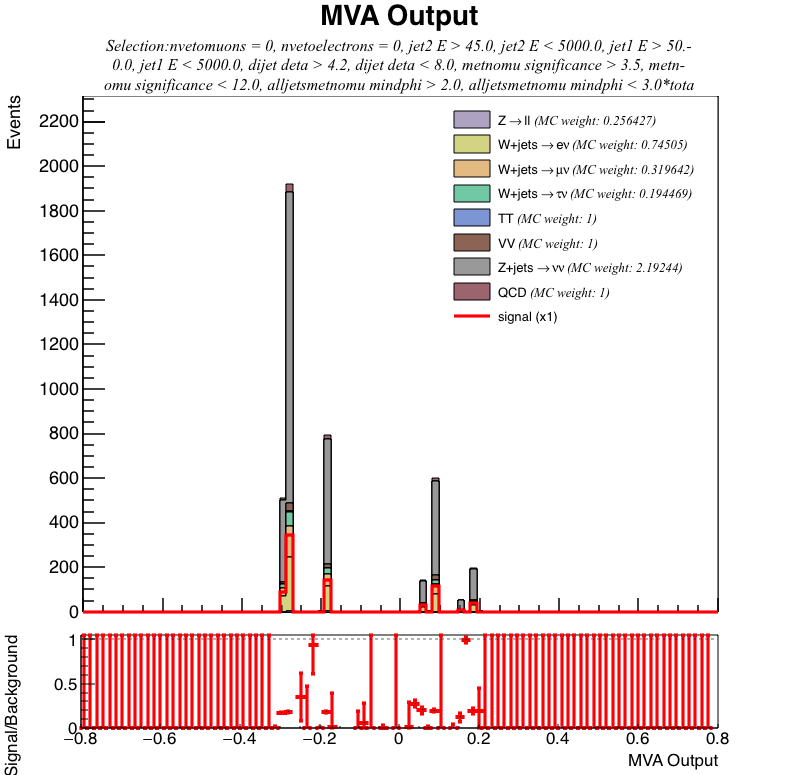 MVA Output
Selection:nvetomuons = 0, nvetoelectrons = 0, jet2 E > 45.0, jet2 E < 5000.0, jet1 E > 50.-
0.0, jet1 E < 5000.0, dijet deta > 4.2, dijet deta < 8.0, metnomu significance > 3.5, metn-
omu significance < 12.0, alljetsmetnomu mindphi > 2.0, alljetsmetnomu mindphi < 3.0*tota
Events
2200
2000
1800
1600
1400
1200
1000
800
600
400
200
0
Z→ll (MC weight: 0.256427)
W+jets→eν (MC weight: 0.74505)
W+jets→μν (MC weight: 0.319642)
W+jets→τν (MC weight: 0.194469)
TT (MC weight: 1)
VV (MC weight: 1)
Z+jets→νν (MC weight: 2.19244)
QCD (MC weight: 1)
signal (x1)
Signal/Background
1
0.5
0
−0.8 −0.6 −0.4 −0.2 0 0.2 0.4 0.6 0.8
MVA Output